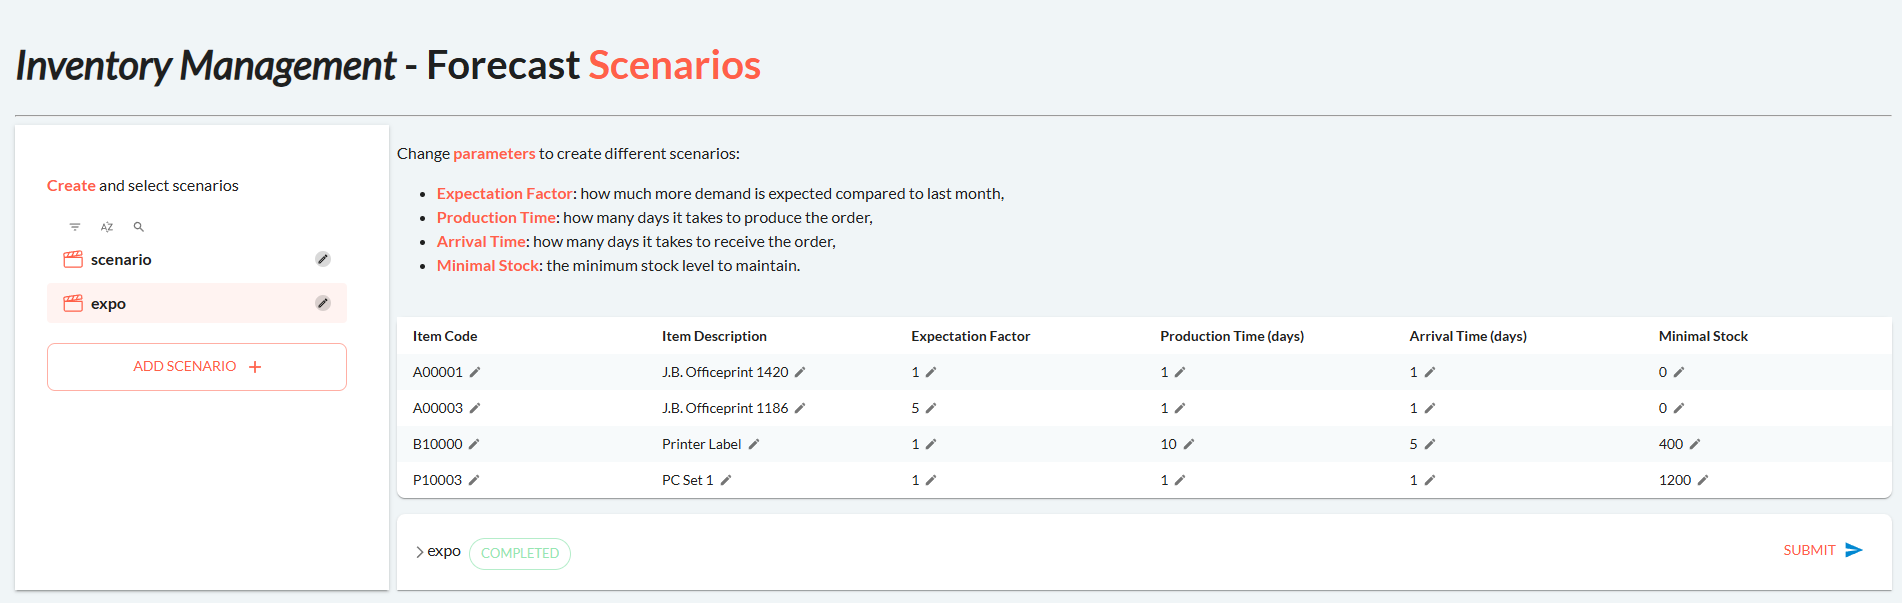 Inventory Management - Forecast Scenarios
Create and select scenarios
scenario
expo
ADD SCENARIO
Change parameters to create different scenarios:
Expectation Factor: how much more demand is expected compared to last month,
Production Time: how many days it takes to produce the order,
Arrival Time: how many days it takes to receive the order,
Minimal Stock: the minimum stock level to maintain.
Item Code Item Description Expectation Factor Production Time (days) Arrival Time (days) Minimal Stock
A00001 J.B. Officeprint 1420 1 1 1 0
A00003 J.B. Officeprint 1186 5 1 1 0
B10000 Printer Label 1 10 5 400
P10003 PC Set 1 1 1 1 1200
expo COMPLETED SUBMIT